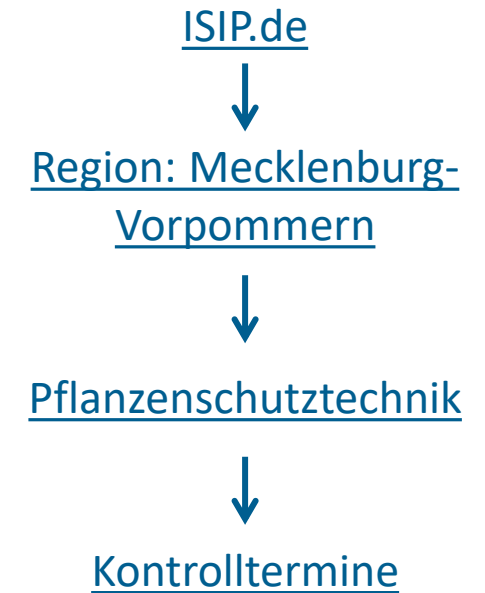 ISIP.de
Region: Mecklenburg-
Vorpommern
Pflanzenschutztechnik
Kontrolltermine